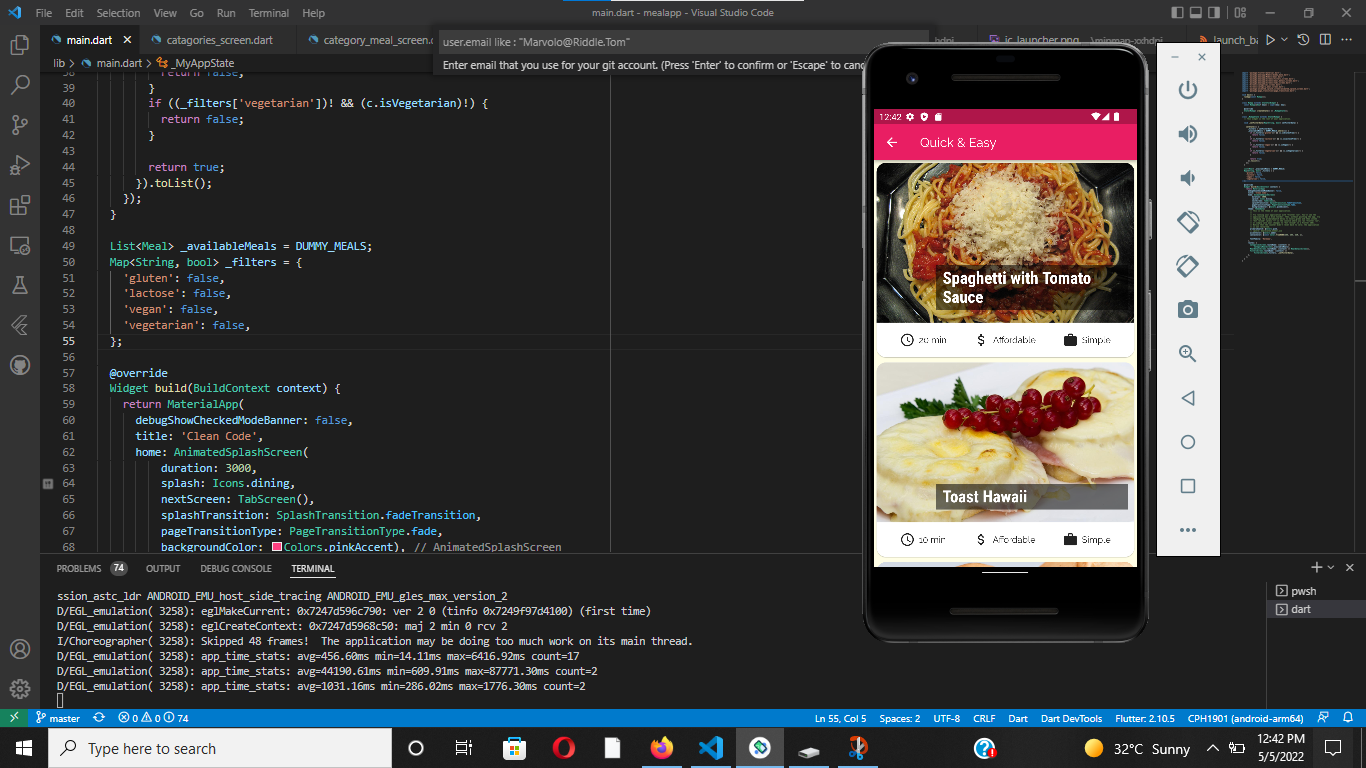 File Edit Selection View Go Run Terminal Help
main.dart - mealapp - Visual Studio Code
main.dart
catagories_screen.dart
category_meal_screen.d
ic_launcher.png
launch_ba
user.email like : "Marvolo@Riddle.Tom"
Enter email that you use for your git account. (Press 'Enter' to confirm or 'Escape' to canc
lib > main.dart > _MyAppState
38 return false;
39 }
40 if ((_filters['vegetarian'])! && (c.isVegetarian)!) {
41 return false;
42 }
43
44 return true;
45 }).toList();
46 });
47 }
48
49 List<Meal> _availableMeals = DUMMY_MEALS;
50 Map<String, bool> _filters = {
51 'gluten': false,
52 'lactose': false,
53 'vegan': false,
54 'vegetarian': false,
55 };
56
57 @override
58 Widget build(BuildContext context) {
59 return MaterialApp(
60 debugShowCheckedModeBanner: false,
61 title: 'Clean Code',
62 home: AnimatedSplashScreen(
63 duration: 3000,
64 splash: Icons.dining,
65 nextScreen: TabScreen(),
66 splashTransition: SplashTransition.fadeTransition,
67 pageTransitionType: PageTransitionType.fade,
68 backgroundColor: Colors.pinkAccent), // AnimatedSplashScreen
12:42
Quick & Easy
Spaghetti with Tomato
Sauce
20 min Affordable Simple
Toast Hawaii
10 min Affordable Simple
PROBLEMS 74 OUTPUT DEBUG CONSOLE TERMINAL
ssion_astc_ldr ANDROID_EMU_host_side_tracing ANDROID_EMU_gles_max_version_2
D/EGL_emulation( 3258): eglMakeCurrent: 0x7247d596c790: ver 2 0 (tinfo 0x7249f97d4100) (first time)
D/EGL_emulation( 3258): eglCreateContext: 0x7247d5968c50: maj 2 min 0 rcv 2
I/Choreographer( 3258): Skipped 48 frames!  The application may be doing too much work on its main thread.
D/EGL_emulation( 3258): app_time_stats: avg=456.60ms min=14.11ms max=6416.92ms count=17
D/EGL_emulation( 3258): app_time_stats: avg=44190.61ms min=609.91ms max=87771.30ms count=2
D/EGL_emulation( 3258): app_time_stats: avg=1031.16ms min=286.02ms max=1776.30ms count=2
pwsh
dart
master 0 0 74
Ln 55, Col 5 Spaces: 2 UTF-8 CRLF Dart Dart DevTools Flutter: 2.10.5 CPH1901 (android-arm64)
Type here to search
32°C Sunny
12:42 PM
5/5/2022